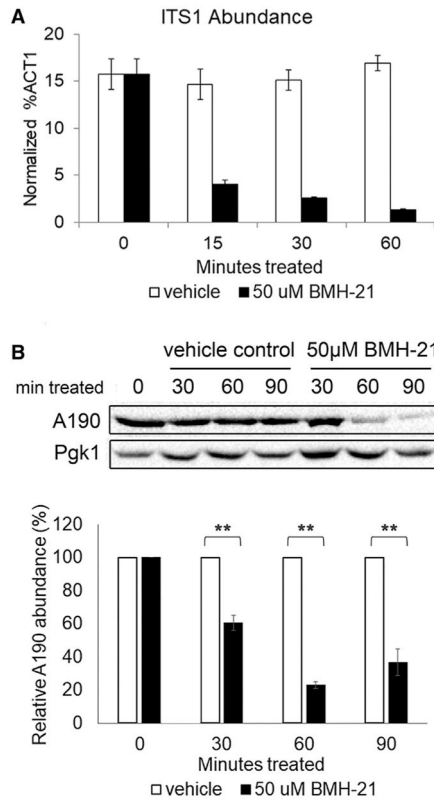 A
ITS1 Abundance
Normalized %ACT1
20
15
10
5
0
0 15 30 60
Minutes treated
vehicle 50 uM BMH-21
B
vehicle control 50µM BMH-21
min treated 0 30 60 90 30 60 90
A190
Pgk1
Relative A190 abundance (%)
120
100
80
60
40
20
0
** ** **
0 30 60 90
Minutes treated
vehicle 50 uM BMH-21